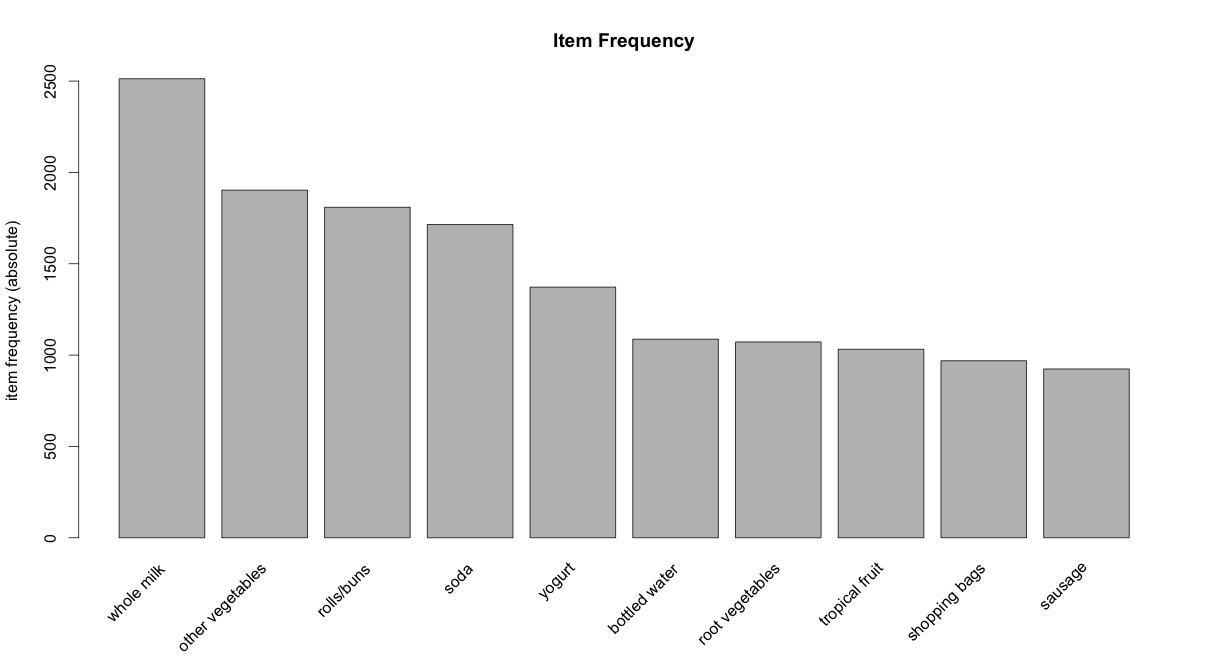 Item Frequency
item frequency (absolute)
2500
2000
1500
1000
500
0
whole milk
other vegetables
rolls/buns
soda
yogurt
bottled water
root vegetables
tropical fruit
shopping bags
sausage